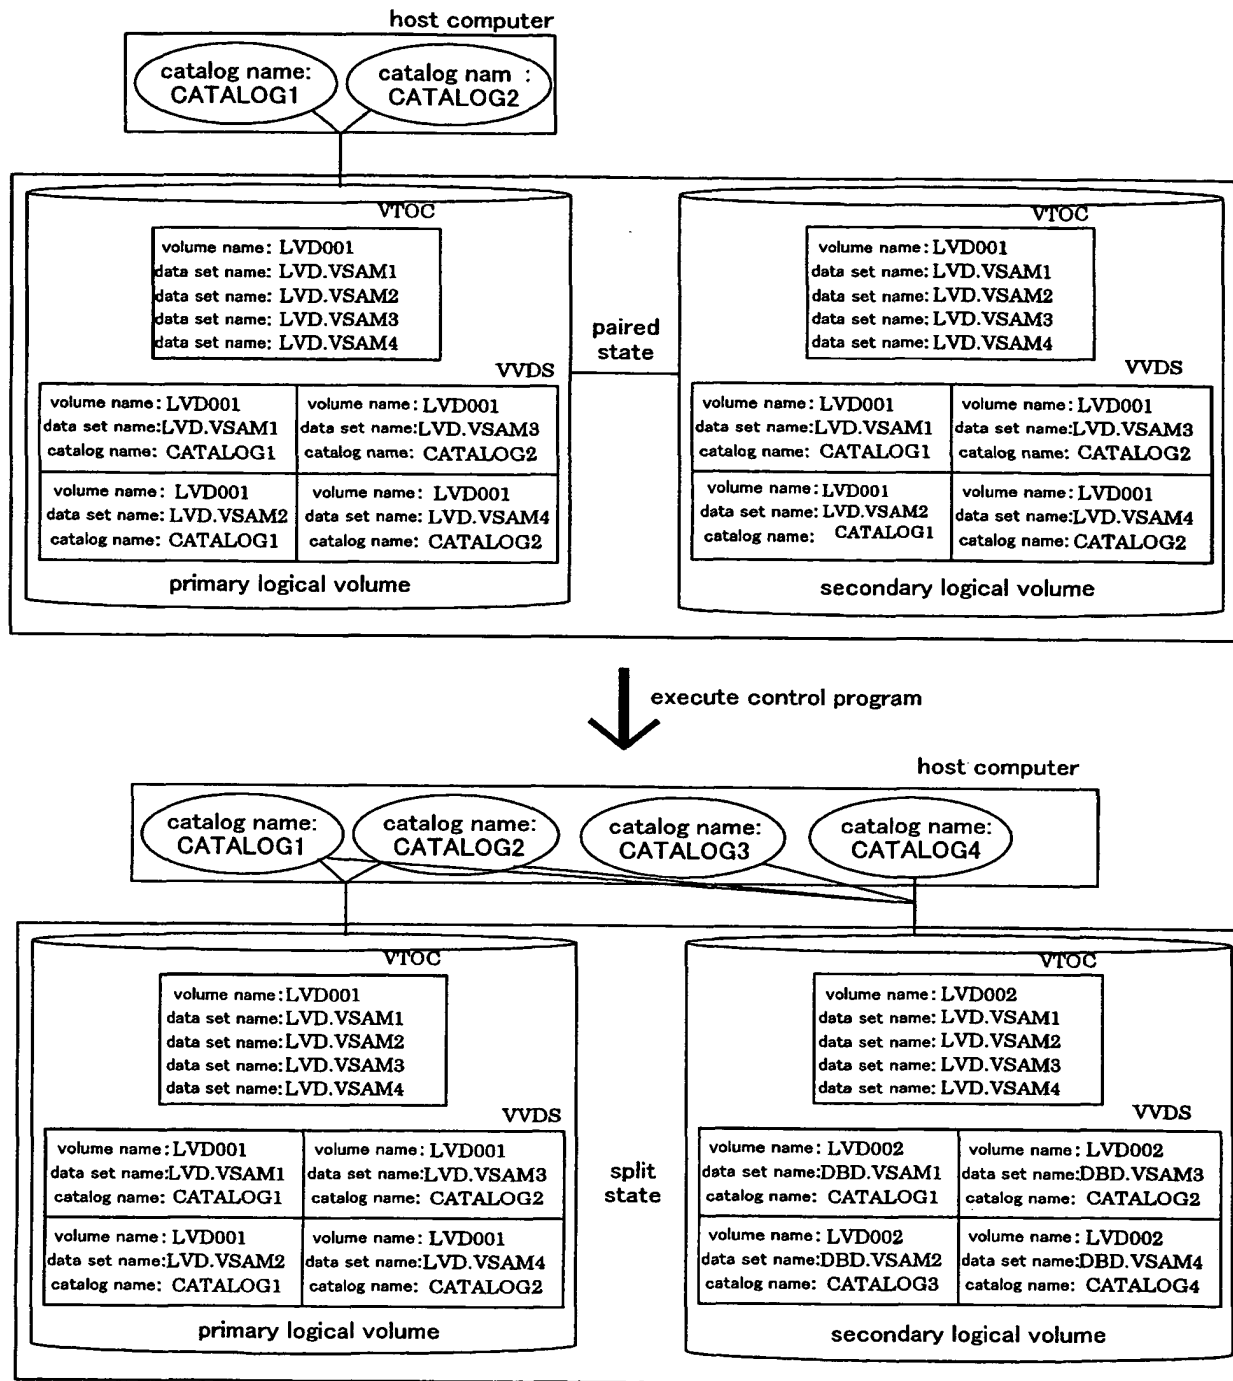 host computer
catalog name:
CATALOG1
catalog nam :
CATALOG2
VTOC
volume name: LVD001
data set name: LVD.VSAM1
data set name: LVD.VSAM2
data set name: LVD.VSAM3
data set name: LVD.VSAM4
VVDS
volume name: LVD001
data set name:LVD.VSAM1
catalog name: CATALOG1
volume name: LVD001
data set name:LVD.VSAM3
catalog name: CATALOG2
volume name: LVD001
data set name:LVD.VSAM2
catalog name: CATALOG1
volume name: LVD001
data set name: LVD.VSAM4
catalog name: CATALOG2
primary logical volume
paired
state
VTOC
volume name: LVD001
data set name: LVD.VSAM1
data set name: LVD.VSAM2
data set name: LVD.VSAM3
data set name: LVD.VSAM4
VVDS
volume name: LVD001
data set name:LVD.VSAM1
catalog name: CATALOG1
volume name: LVD001
data set name:LVD.VSAM3
catalog name: CATALOG2
volume name: LVD001
data set name: LVD.VSAM2
catalog name: CATALOG1
volume name: LVD001
data set name:LVD.VSAM4
catalog name: CATALOG2
secondary logical volume
execute control program
host computer
catalog name:
CATALOG1
catalog name:
CATALOG2
catalog name:
CATALOG3
catalog name:
CATALOG4
VTOC
volume name:LVD001
data set name:LVD.VSAM1
data set name:LVD.VSAM2
data set name:LVD.VSAM3
data set name:LVD.VSAM4
VVDS
volume name:LVD001
data set name:LVD.VSAM1
catalog name: CATALOG1
volume name:LVD001
data set name:LVD.VSAM3
catalog name: CATALOG2
volume name:LVD001
data set name:LVD.VSAM2
catalog name: CATALOG1
volume name:LVD001
data set name:LVD.VSAM4
catalog name: CATALOG2
primary logical volume
split
state
VTOC
volume name: LVD002
data set name: LVD.VSAM1
data set name: LVD.VSAM2
data set name: LVD.VSAM3
data set name: LVD.VSAM4
VVDS
volume name: LVD002
data set name:DBD.VSAM1
catalog name: CATALOG1
volume name: LVD002
data set name:DBD.VSAM3
catalog name: CATALOG2
volume name: LVD002
data set name:DBD.VSAM2
catalog name: CATALOG3
volume name: LVD002
data set name:DBD.VSAM4
catalog name: CATALOG4
secondary logical volume